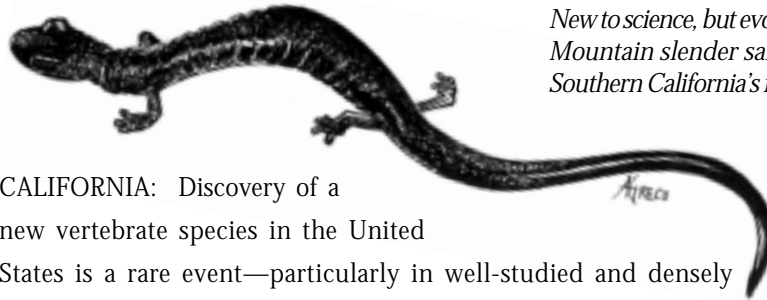 New to science, but evo
Mountain slender sa
Southern California's
CALIFORNIA: Discovery of a
new vertebrate species in the United
States is a rare event—particularly in well-studied and densely